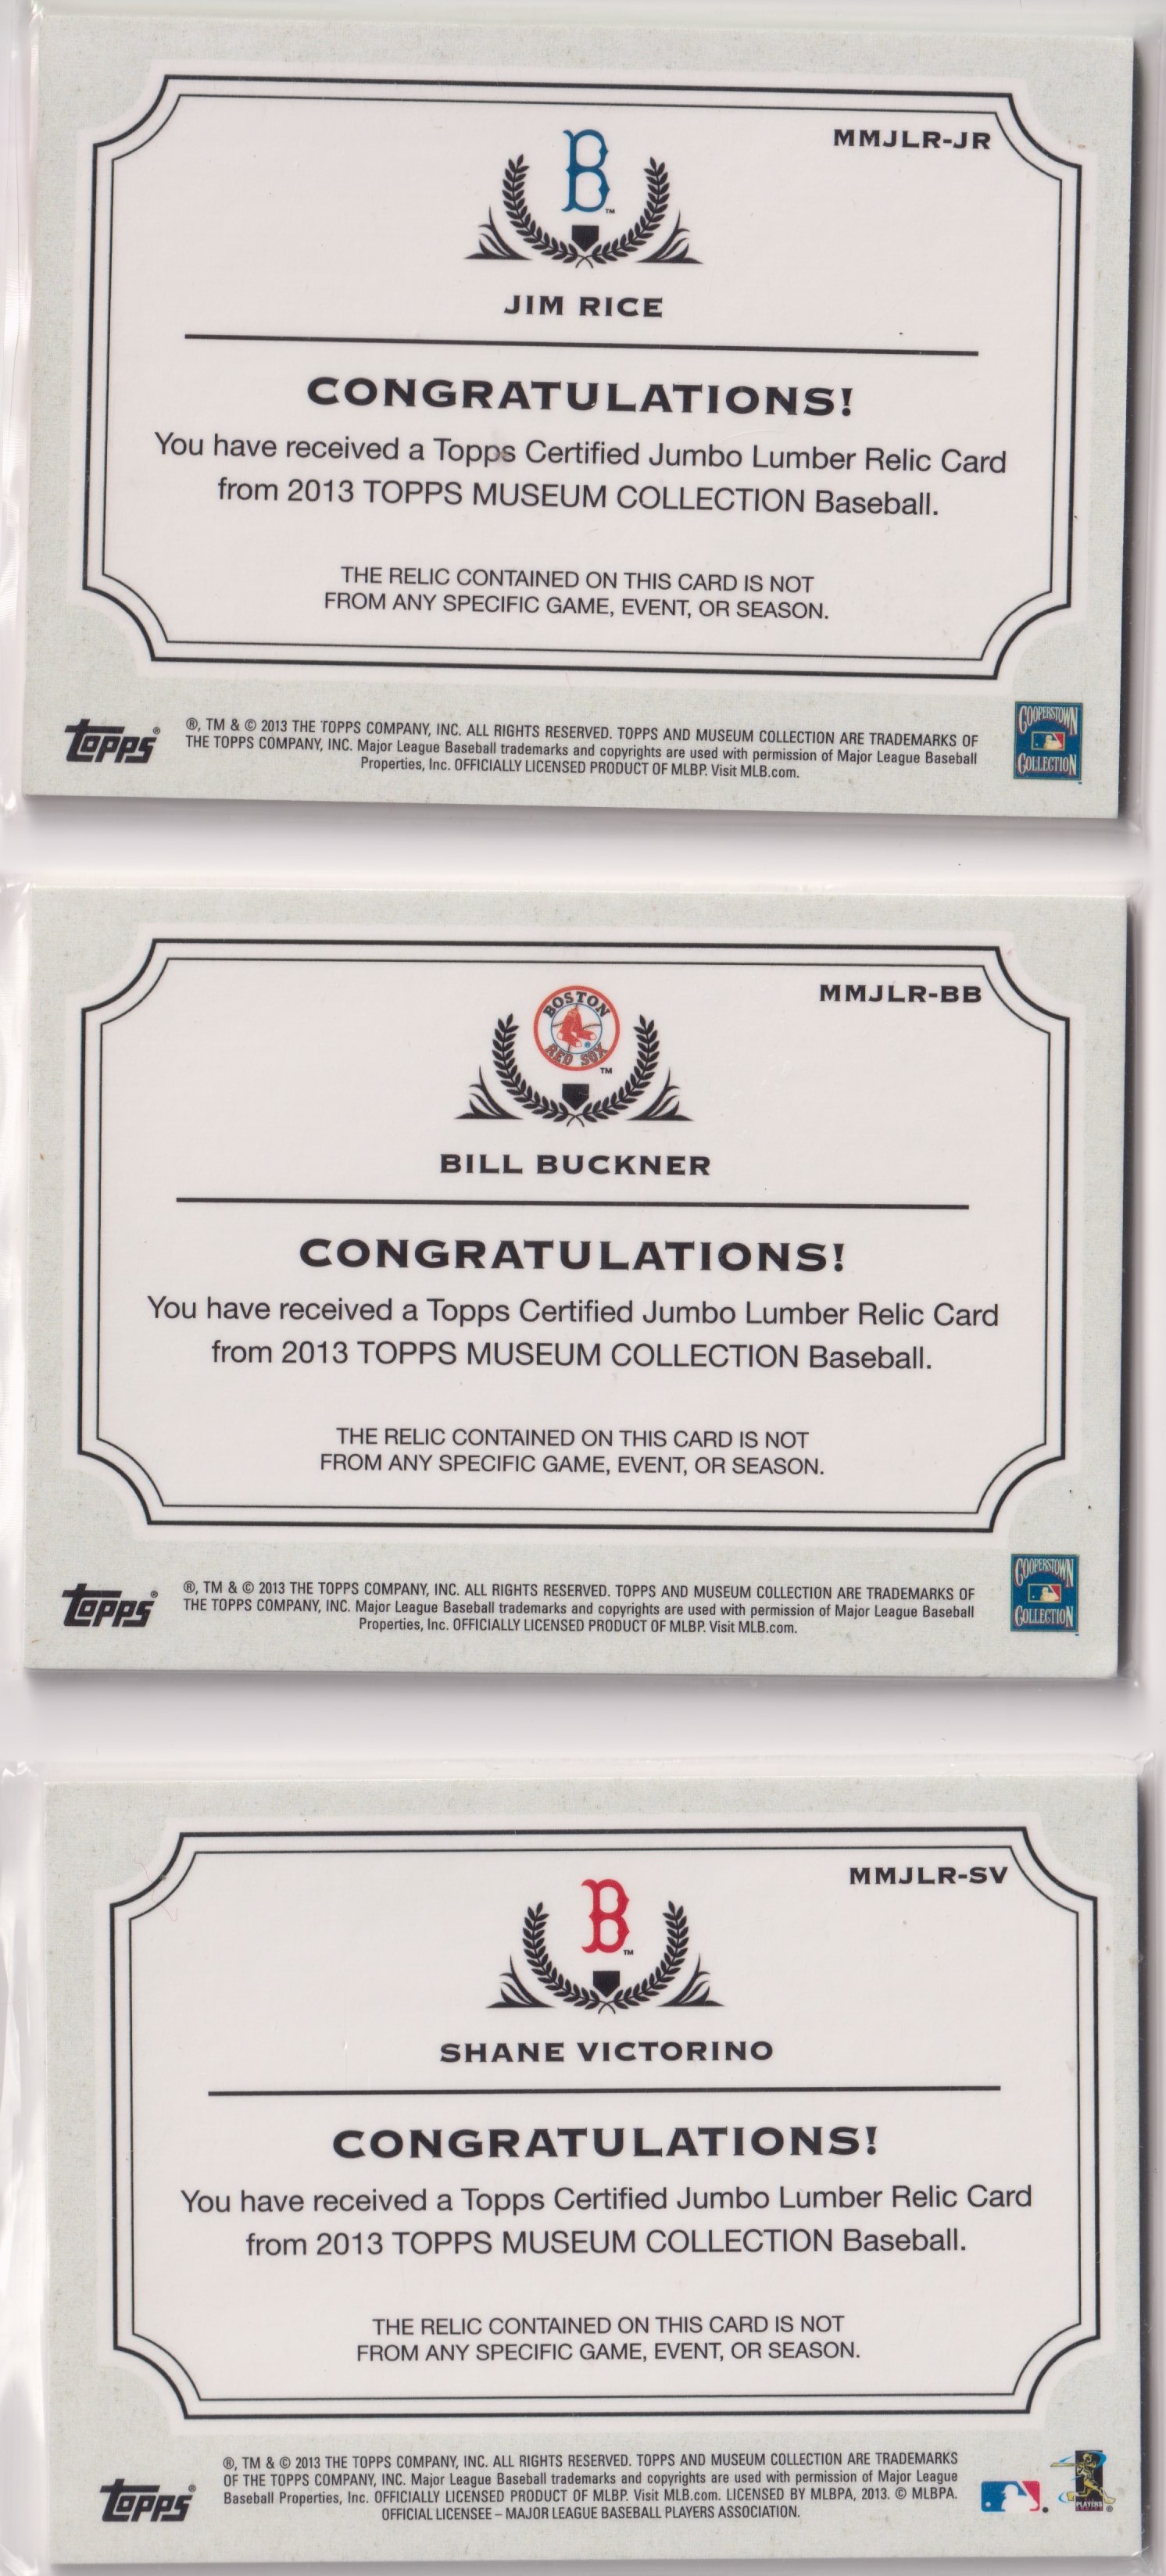 MMJLR-JR
B
TM
JIM RICE
CONGRATULATIONS!
You have received a Topps Certified Jumbo Lumber Relic Card
from 2013 TOPPS MUSEUM COLLECTION Baseball.
THE RELIC CONTAINED ON THIS CARD IS NOT
FROM ANY SPECIFIC GAME, EVENT, OR SEASON.
Topps®
®, TM & © 2013 THE TOPPS COMPANY, INC. ALL RIGHTS RESERVED. TOPPS AND MUSEUM COLLECTION ARE TRADEMARKS OF
THE TOPPS COMPANY, INC. Major League Baseball trademarks and copyrights are used with permission of Major League Baseball
Properties, Inc. OFFICIALLY LICENSED PRODUCT OF MLBP. Visit MLB.com.
COOPERSTOWN
COLLECTION
MMJLR-BB
BOSTON
RED SOX
TM
BILL BUCKNER
CONGRATULATIONS!
You have received a Topps Certified Jumbo Lumber Relic Card
from 2013 TOPPS MUSEUM COLLECTION Baseball.
THE RELIC CONTAINED ON THIS CARD IS NOT
FROM ANY SPECIFIC GAME, EVENT, OR SEASON.
Topps®
®, TM & © 2013 THE TOPPS COMPANY, INC. ALL RIGHTS RESERVED. TOPPS AND MUSEUM COLLECTION ARE TRADEMARKS OF
THE TOPPS COMPANY, INC. Major League Baseball trademarks and copyrights are used with permission of Major League Baseball
Properties, Inc. OFFICIALLY LICENSED PRODUCT OF MLBP. Visit MLB.com.
COOPERSTOWN
COLLECTION
MMJLR-SV
B
TM
SHANE VICTORINO
CONGRATULATIONS!
You have received a Topps Certified Jumbo Lumber Relic Card
from 2013 TOPPS MUSEUM COLLECTION Baseball.
THE RELIC CONTAINED ON THIS CARD IS NOT
FROM ANY SPECIFIC GAME, EVENT, OR SEASON.
Topps®
®, TM & © 2013 THE TOPPS COMPANY, INC. ALL RIGHTS RESERVED. TOPPS AND MUSEUM COLLECTION ARE TRADEMARKS
OF THE TOPPS COMPANY, INC. Major League Baseball trademarks and copyrights are used with permission of Major League
Baseball Properties, Inc. OFFICIALLY LICENSED PRODUCT OF MLBP. Visit MLB.com. LICENSED BY MLBPA, 2013. © MLBPA.
OFFICIAL LICENSEE – MAJOR LEAGUE BASEBALL PLAYERS ASSOCIATION.
PLAYERS ®